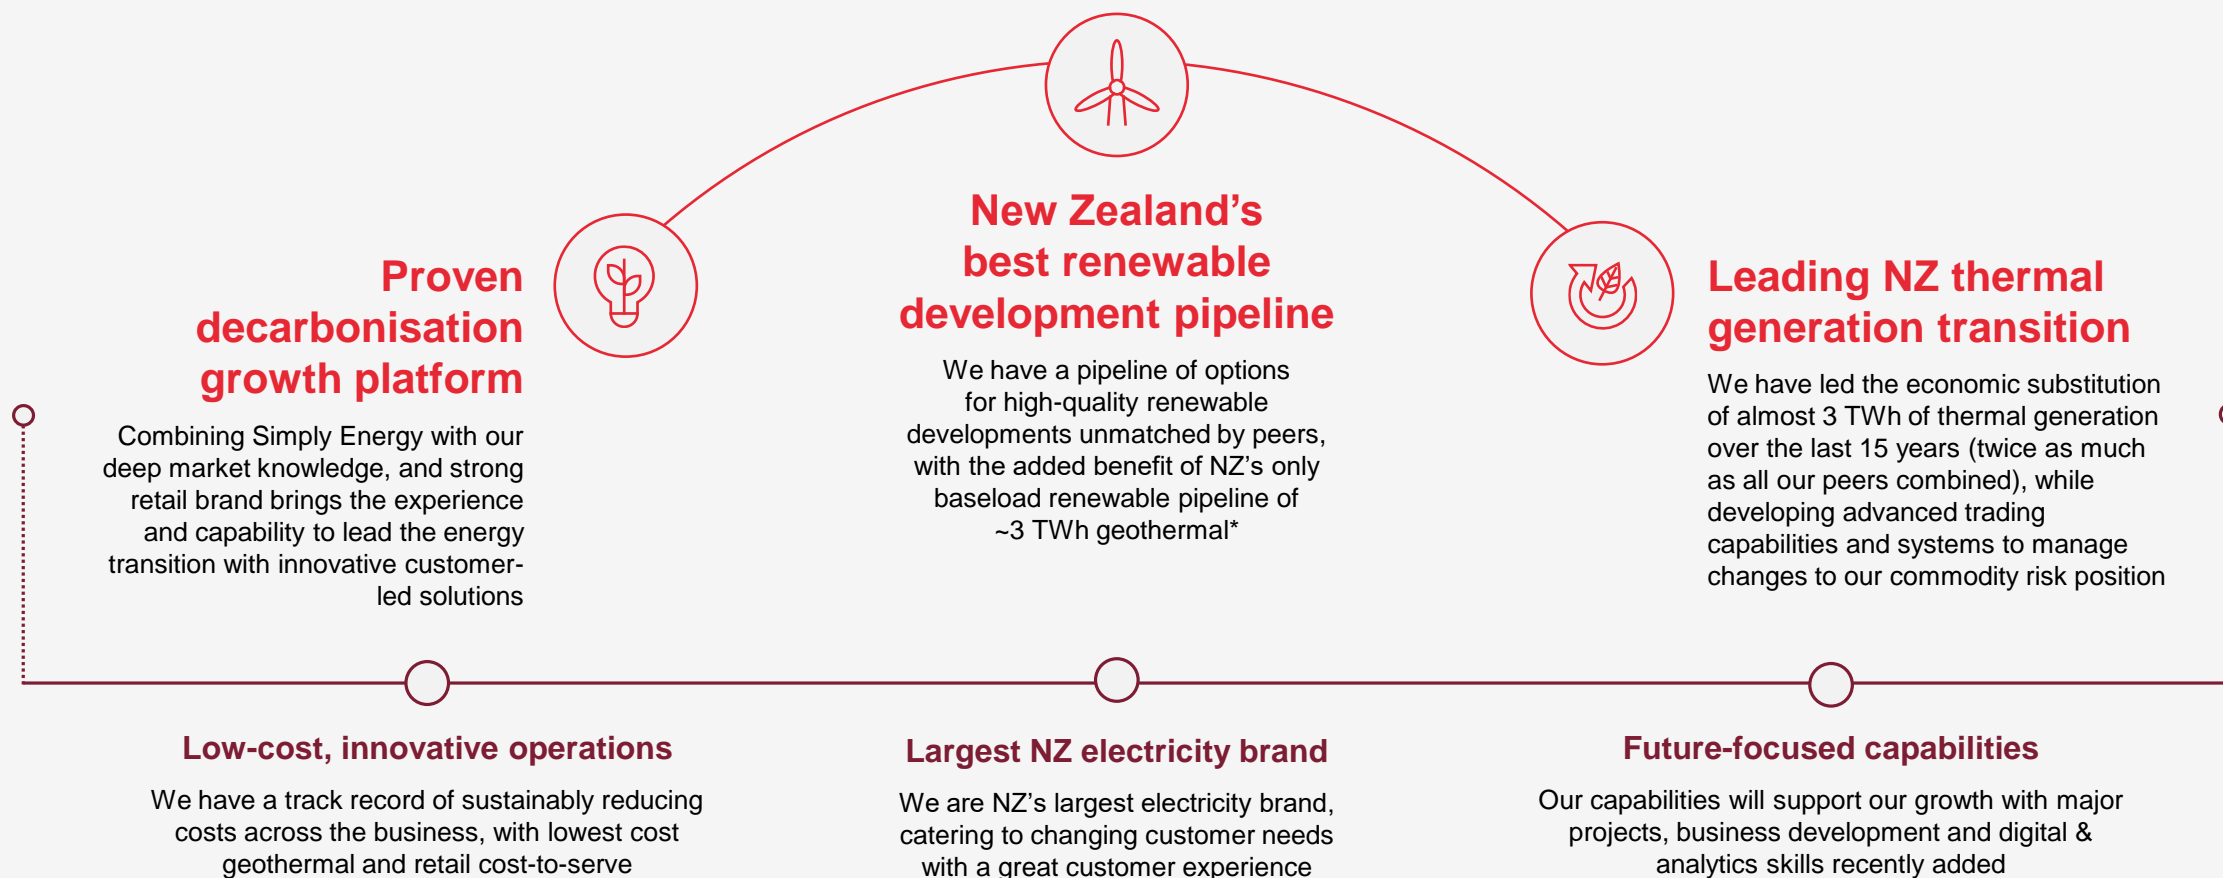 Proven
decarbonisation
growth platform
Combining Simply Energy with our
deep market knowledge, and strong
retail brand brings the experience
and capability to lead the energy
transition with innovative customer-
led solutions
New Zealand’s
best renewable
development pipeline
We have a pipeline of options
for high-quality renewable
developments unmatched by peers,
with the added benefit of NZ’s only
baseload renewable pipeline of
~3 TWh geothermal*
Leading NZ thermal
generation transition
We have led the economic substitution
of almost 3 TWh of thermal generation
over the last 15 years (twice as much
as all our peers combined), while
developing advanced trading
capabilities and systems to manage
changes to our commodity risk position
Low-cost, innovative operations
We have a track record of sustainably reducing
costs across the business, with lowest cost
geothermal and retail cost-to-serve
Largest NZ electricity brand
We are NZ’s largest electricity brand,
catering to changing customer needs
with a great customer experience
Future-focused capabilities
Our capabilities will support our growth with major
projects, business development and digital &
analytics skills recently added